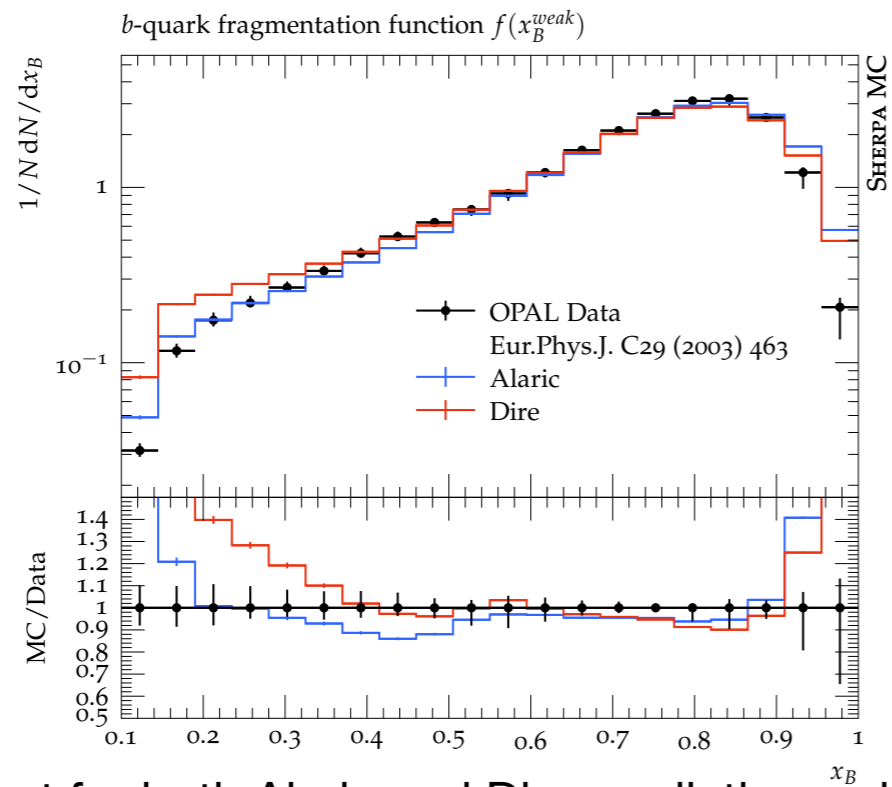 b-quark fragmentation function f(x_B^{weak})
1/N dN/dx_B
SHERPA MC
1
10^{−1}
OPAL Data
Eur.Phys.J. C29 (2003) 463
Alaric
Dire
MC/Data
1.4
1.3
1.2
1.1
1
0.9
0.8
0.7
0.6
0.5
0.1 0.2 0.3 0.4 0.5 0.6 0.7 0.8 0.9 1
x_B